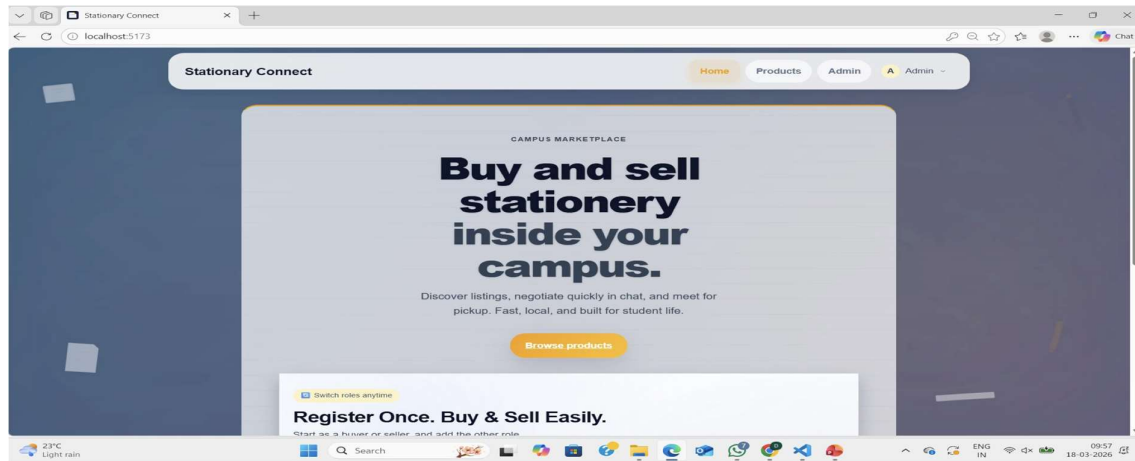 Stationary Connect
localhost:5173
Chat
Stationary Connect
Home Products Admin A Admin
CAMPUS MARKETPLACE
Buy and sell
stationery
inside your
campus.
Discover listings, negotiate quickly in chat, and meet for
pickup. Fast, local, and built for student life.
Browse products
Switch roles anytime
Register Once. Buy & Sell Easily.
Start as a buyer or seller, and add the other role
23°C
Light rain
Search
ENG
IN
09:57
18-03-2026